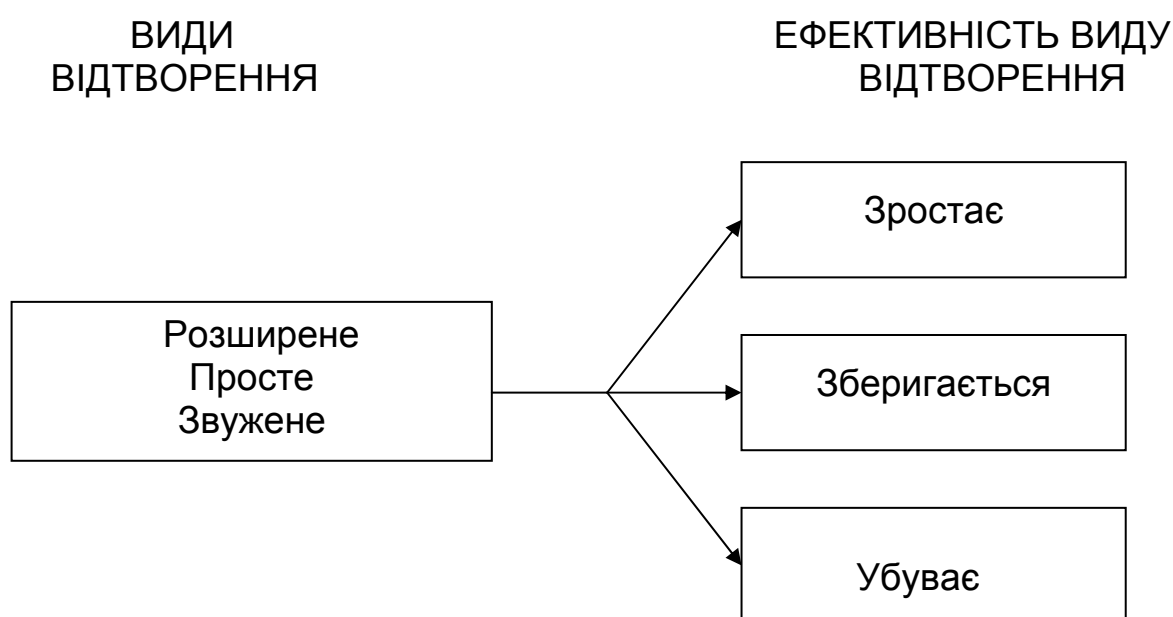 ВИДИ
ВІДТВОРЕННЯ
ЕФЕКТИВНІСТЬ ВИДУ
ВІДТВОРЕННЯ
Розширене
Просте
Звужене
Зростає
Зберигається
Убуває